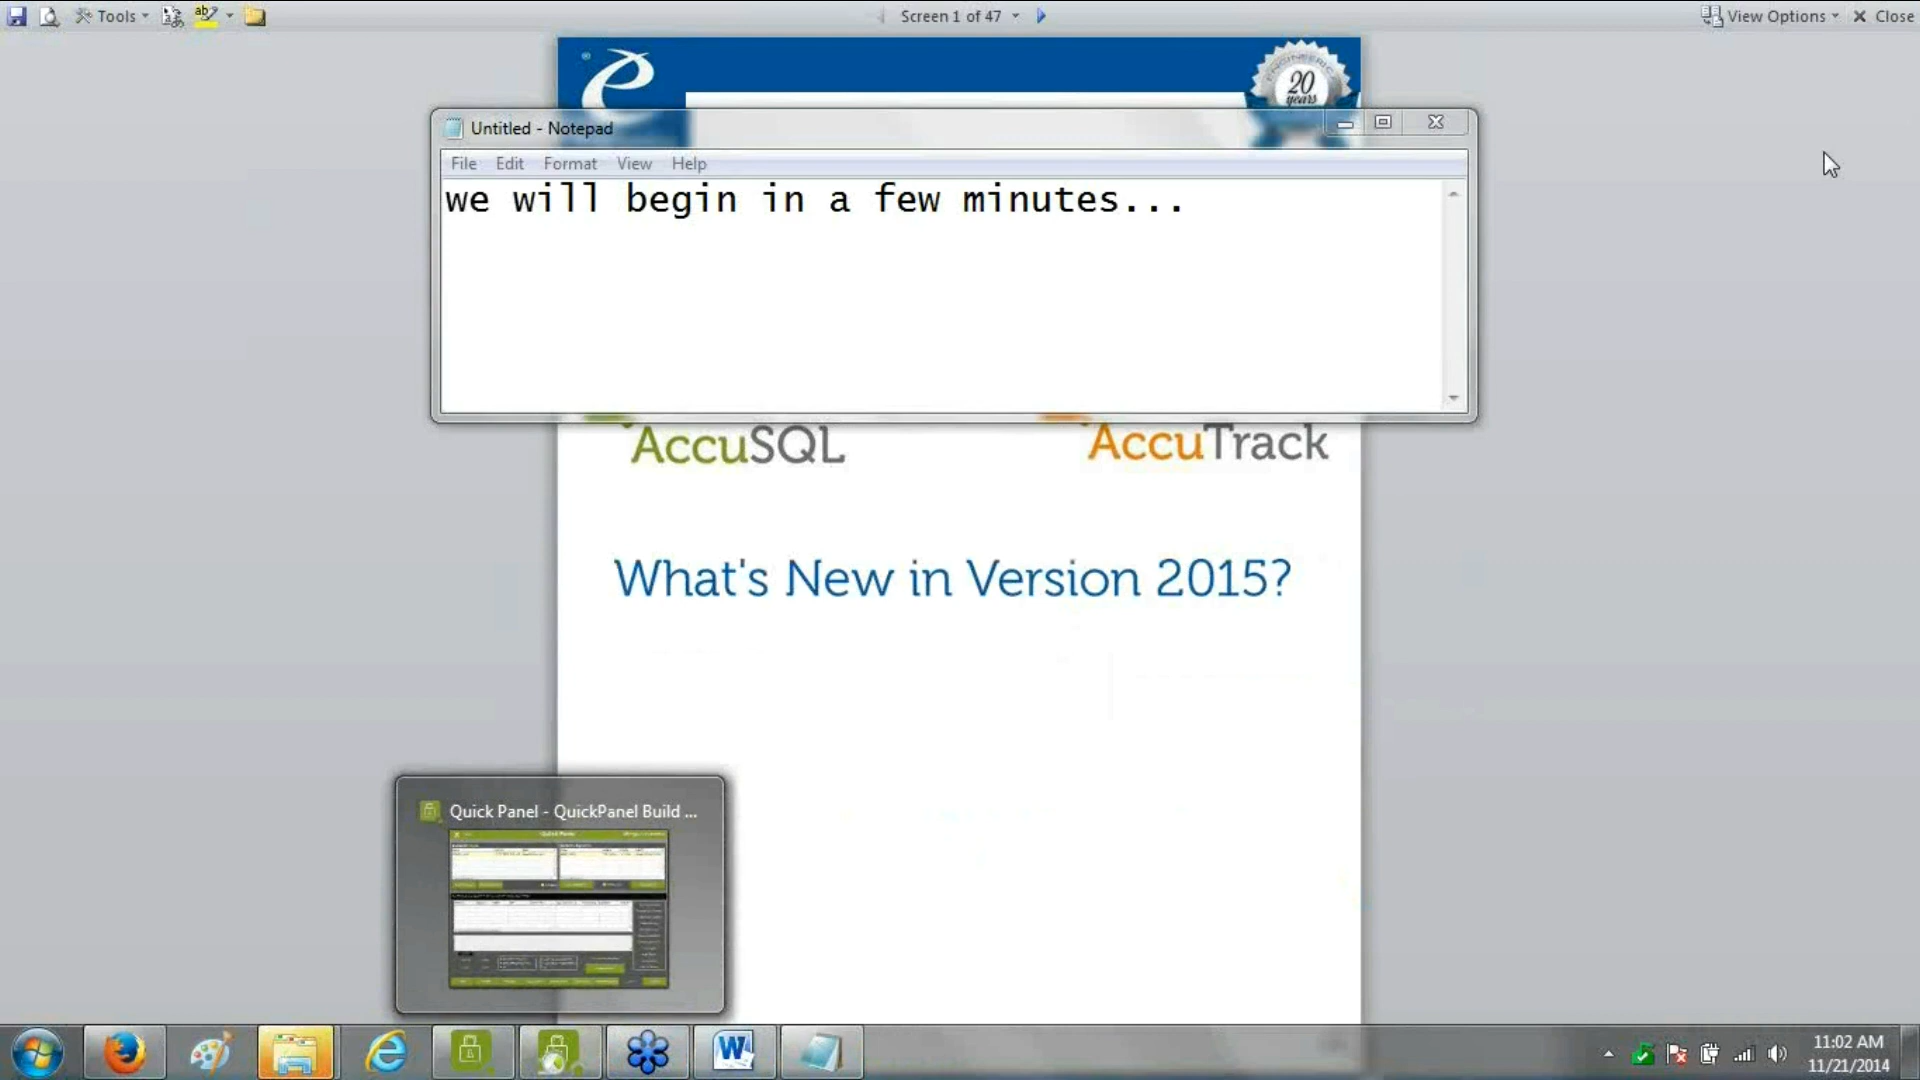 Tools
Screen 1 of 47
View Options
Close
20
years
Untitled - Notepad
File Edit Format View Help
we will begin in a few minutes...
AccuSQL
AccuTrack
What's New in Version 2015?
Quick Panel - QuickPanel Build ...
11:02 AM
11/21/2014